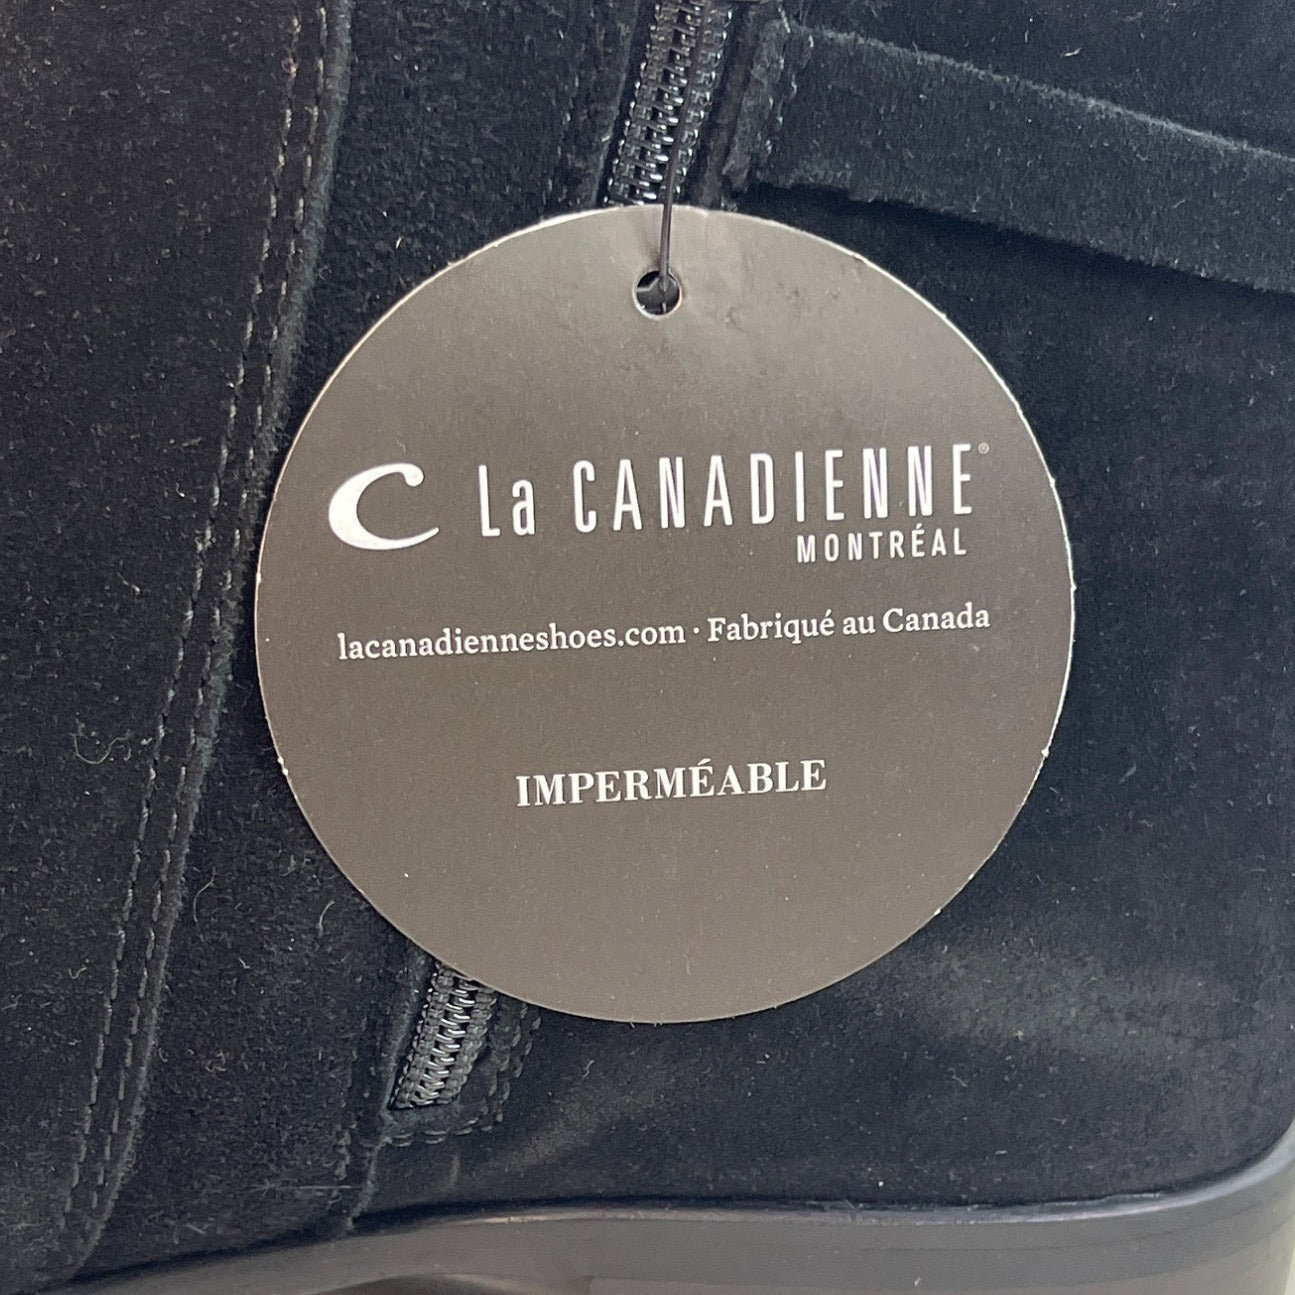 La CANADIENNE®
MONTRÉAL
lacanadienneshoes.com · Fabriqué au Canada
IMPERMÉABLE